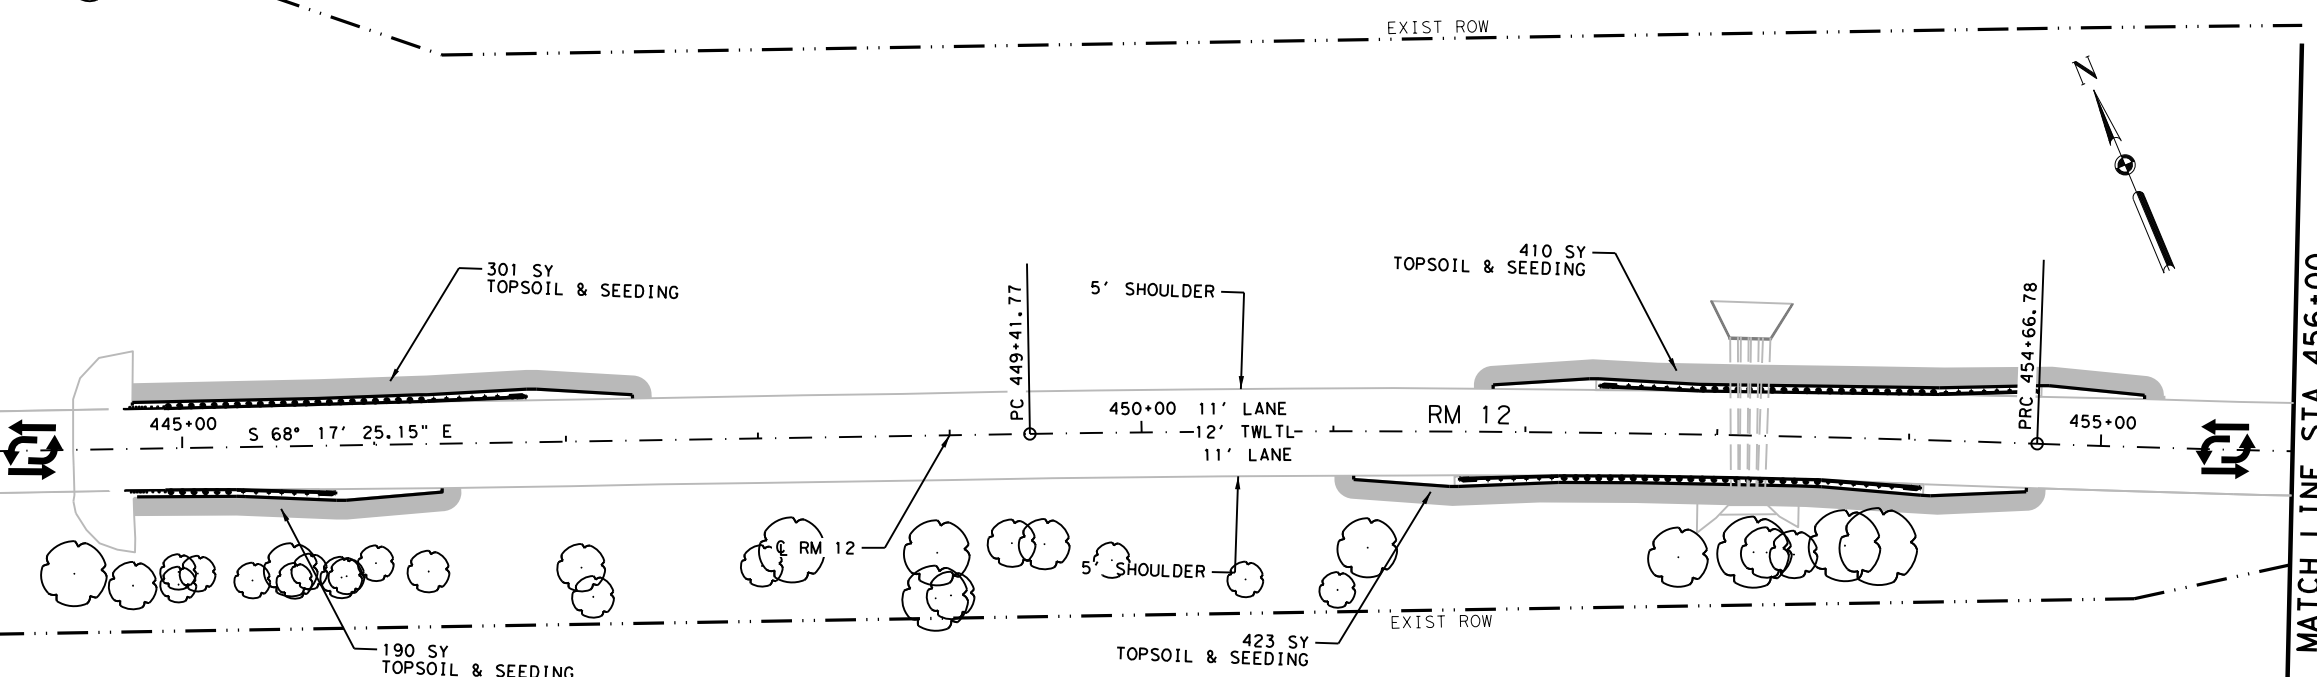 EXIST ROW
N
410 SY
TOPSOIL & SEEDING
301 SY
TOPSOIL & SEEDING
5' SHOULDER
PC 449+41.77
PRC 454+66.78
MATCH LINE STA 456+00
445+00
S 68° 17' 25.15" E
450+00
11' LANE
12' TWLTL
11' LANE
RM 12
455+00
℄ RM 12
5' SHOULDER
EXIST ROW
190 SY
TOPSOIL & SEEDING
423 SY
TOPSOIL & SEEDING